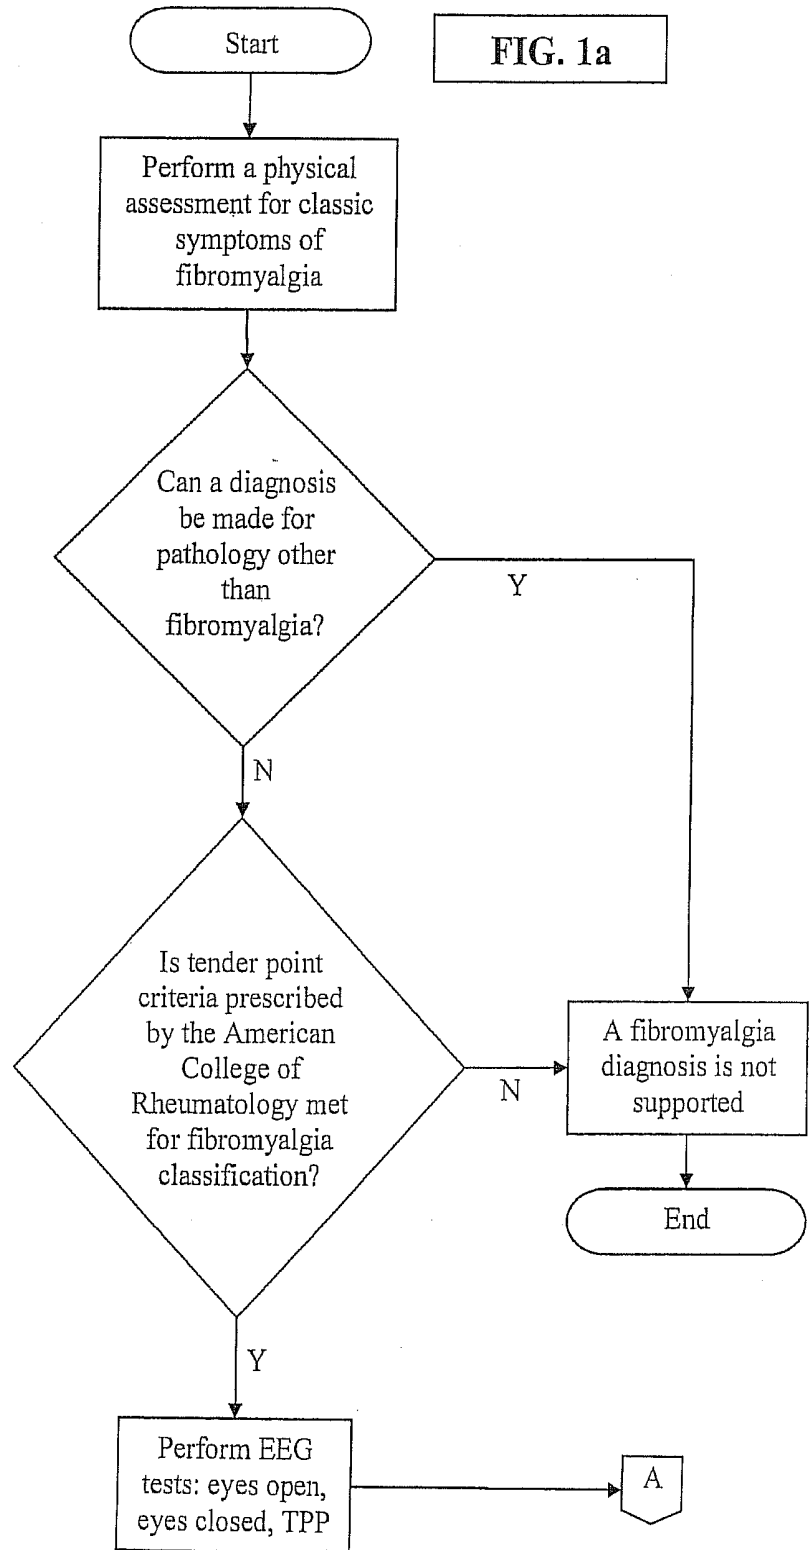 Start
FIG. 1a
Perform a physical
assessment for classic
symptoms of
fibromyalgia
Can a diagnosis
be made for
pathology other
than
fibromyalgia?
Y
N
Is tender point
criteria prescribed
by the American
College of
Rheumatology met
for fibromyalgia
classification?
N
A fibromyalgia
diagnosis is not
supported
End
Y
Perform EEG
tests: eyes open,
eyes closed, TPP
A